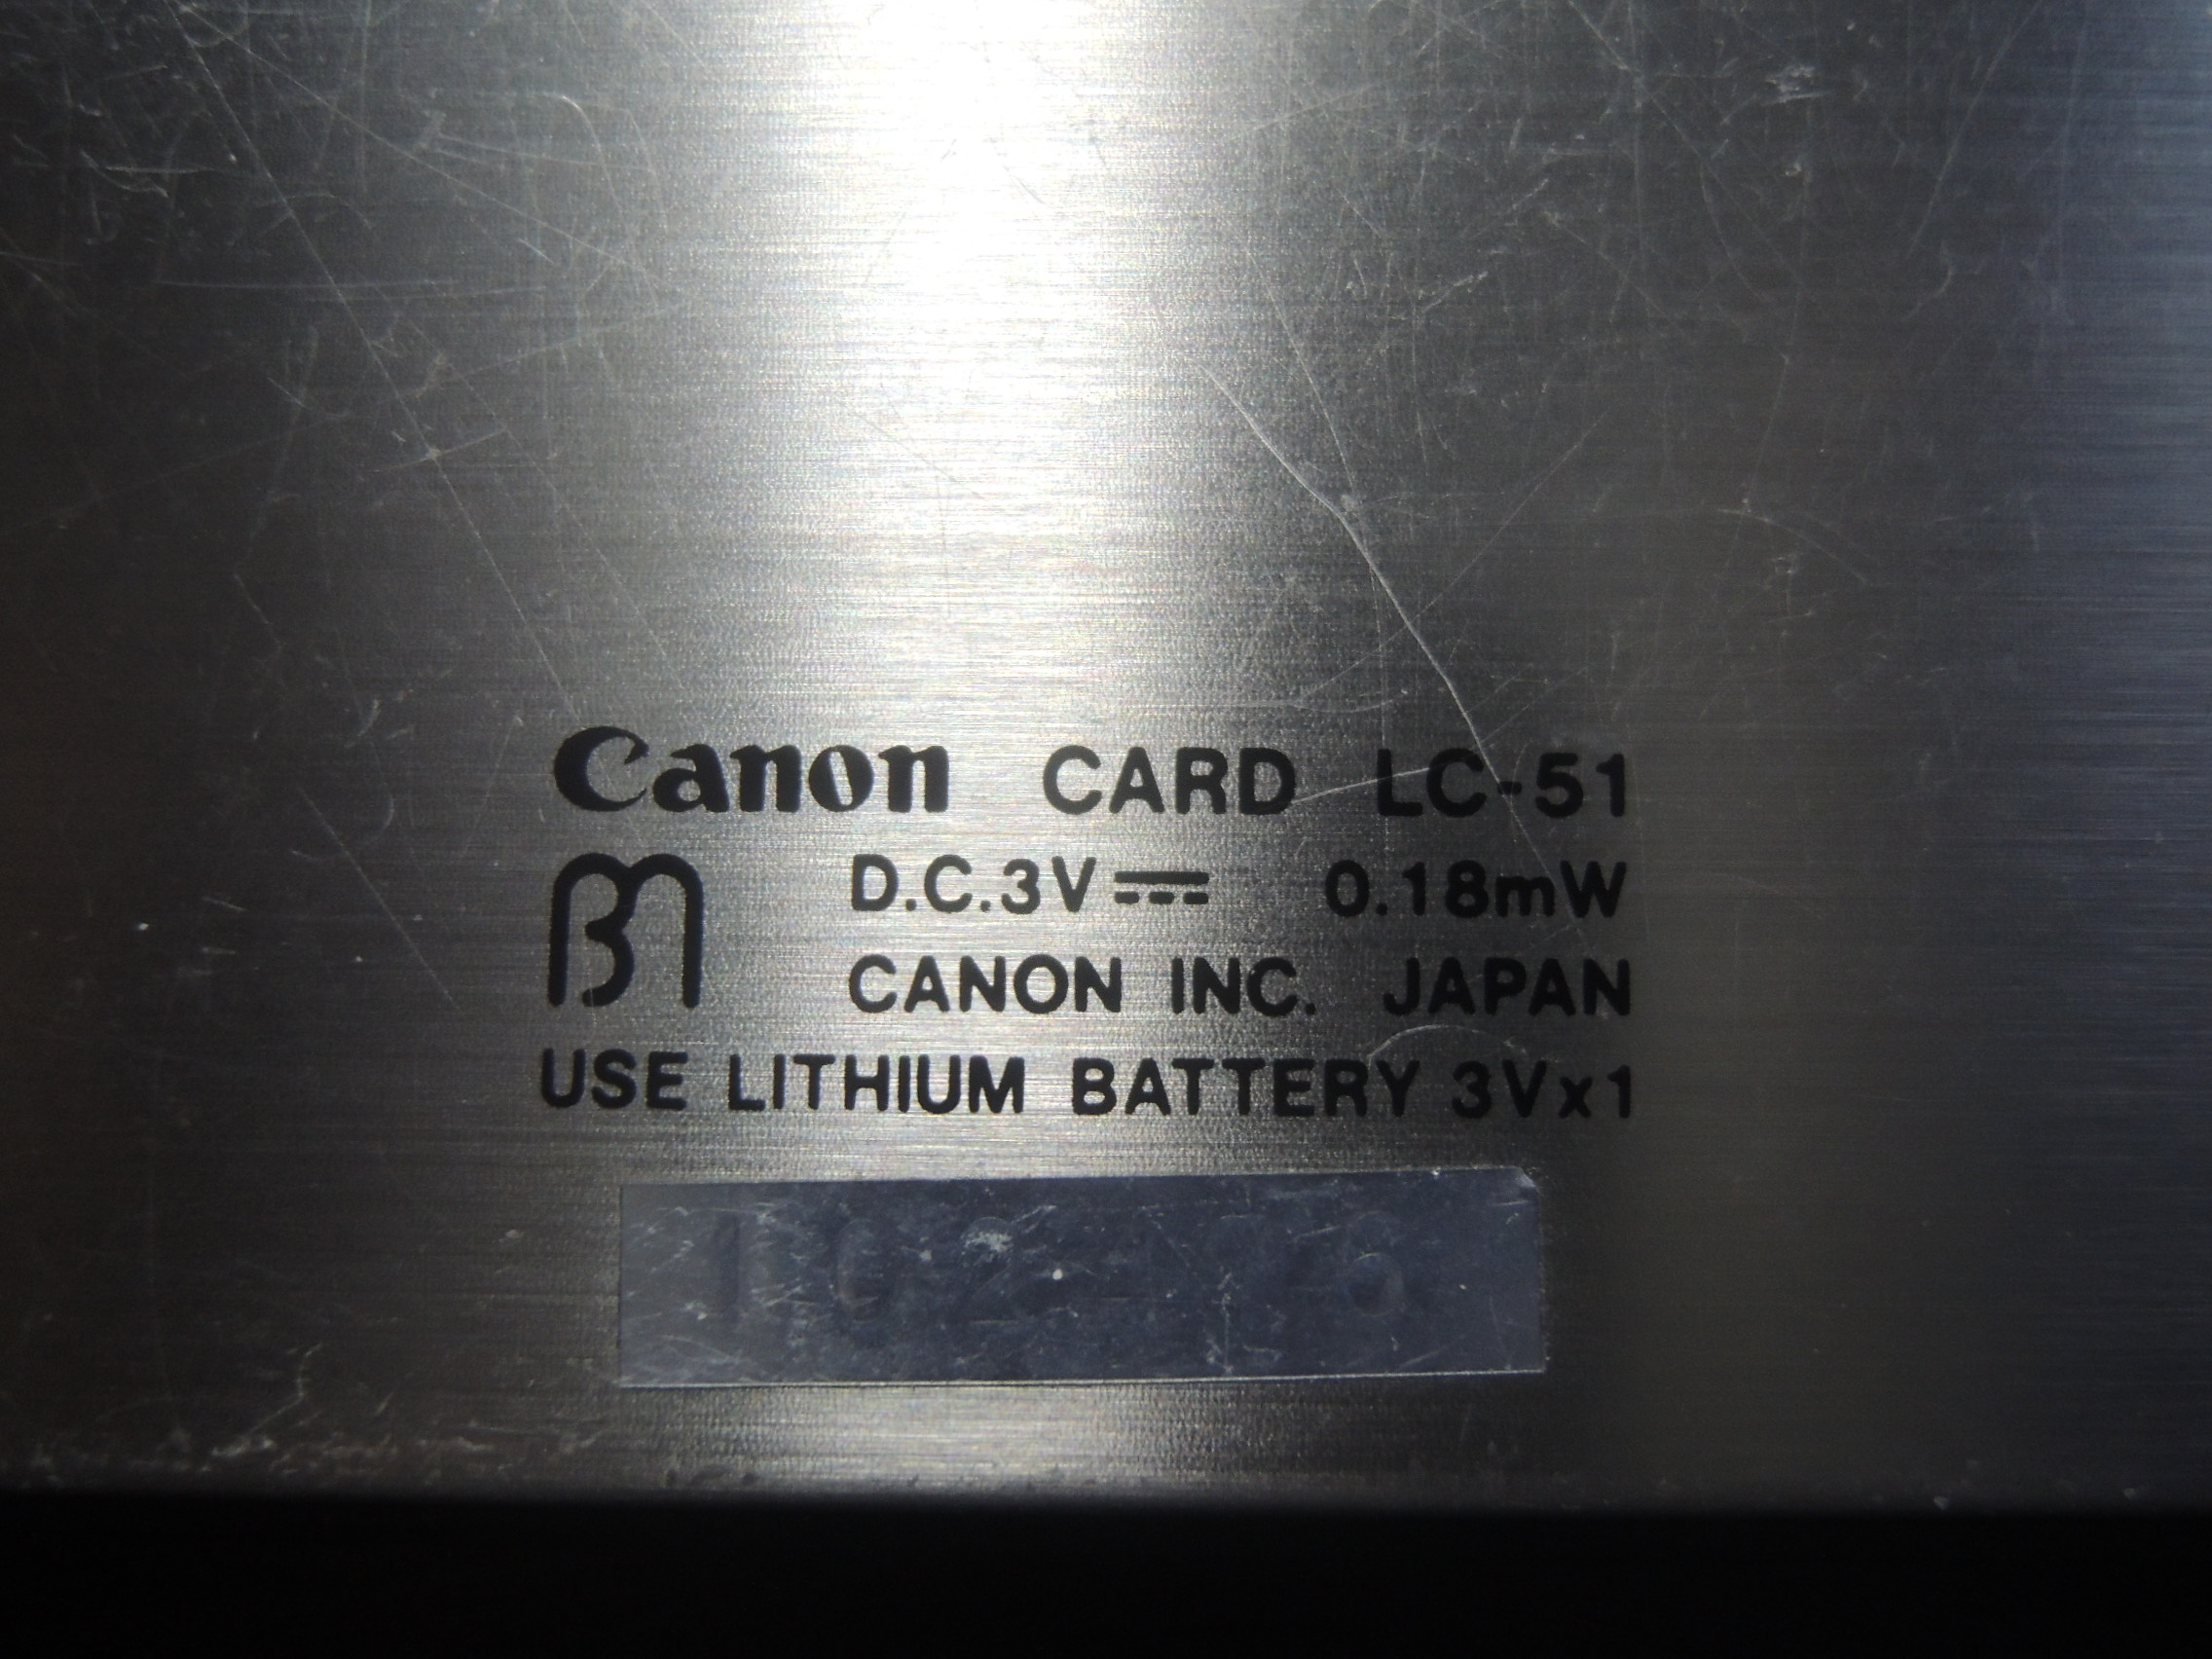 Canon CARD LC-51
D.C.3V⎓ 0.18mW
CANON INC. JAPAN
USE LITHIUM BATTERY 3Vx1